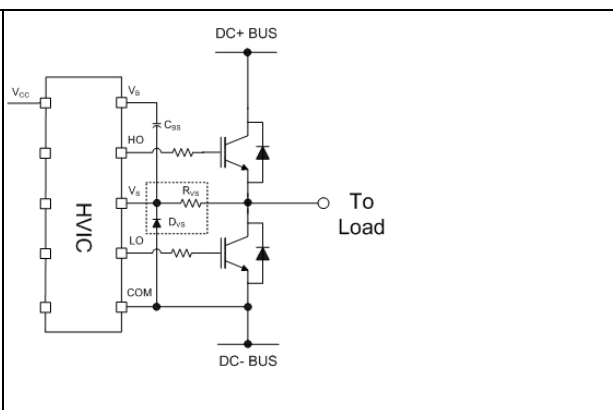 DC+ BUS
VCC
VB
CBS
HO
VS
RVS
To
Load
HVIC
DVS
LO
COM
DC- BUS